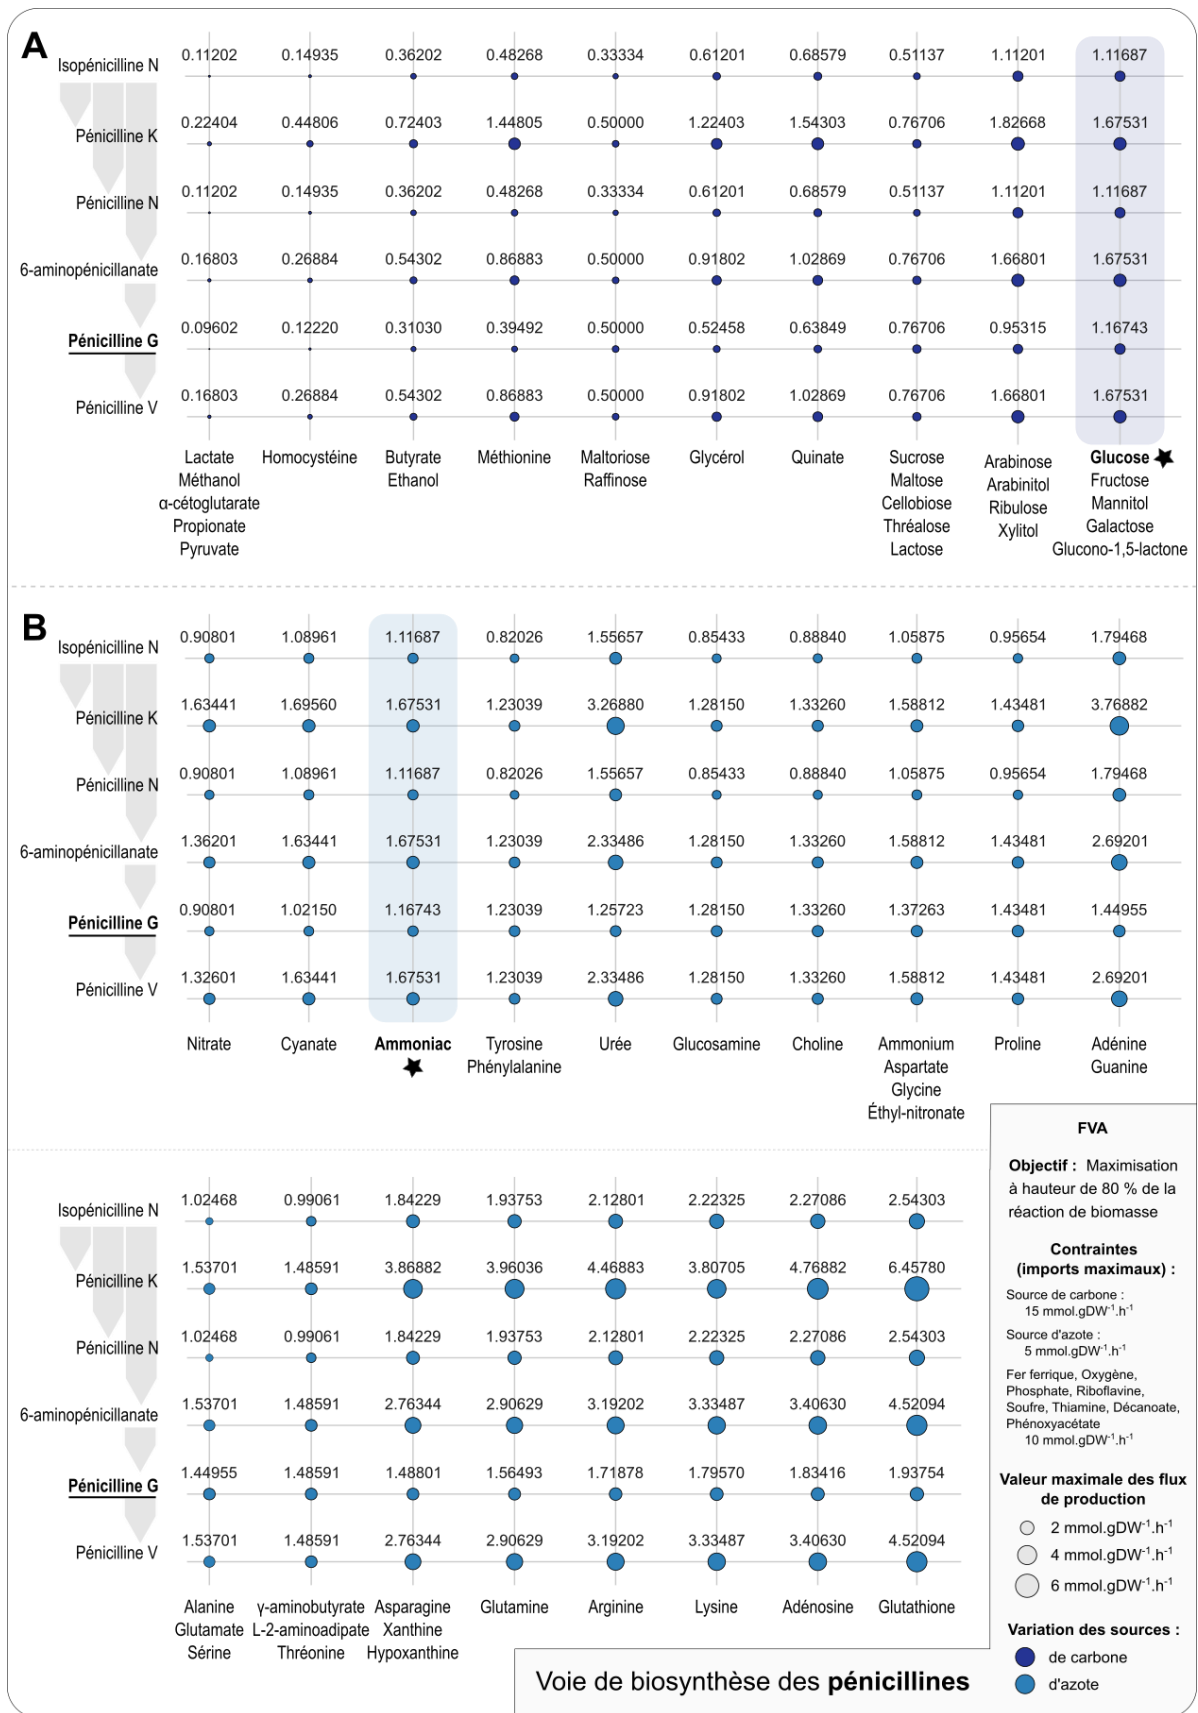 A
Isopénicilline N 0.11202 0.14935 0.36202 0.48268 0.33334 0.61201 0.68579 0.51137 1.11201 1.11687
Pénicilline K 0.22404 0.44806 0.72403 1.44805 0.50000 1.22403 1.54303 0.76706 1.82668 1.67531
Pénicilline N 0.11202 0.14935 0.36202 0.48268 0.33334 0.61201 0.68579 0.51137 1.11201 1.11687
6-aminopénicillanate 0.16803 0.26884 0.54302 0.86883 0.50000 0.91802 1.02869 0.76706 1.66801 1.67531
Pénicilline G 0.09602 0.12220 0.31030 0.39492 0.50000 0.52458 0.63849 0.76706 0.95315 1.16743
Pénicilline V 0.16803 0.26884 0.54302 0.86883 0.50000 0.91802 1.02869 0.76706 1.66801 1.67531
Lactate
Méthanol
α-cétoglutarate
Propionate
Pyruvate
Homocystéine
Butyrate
Ethanol
Méthionine
Maltoriose
Raffinose
Glycérol
Quinate
Sucrose
Maltose
Cellobiose
Thréalose
Lactose
Arabinose
Arabinitol
Ribulose
Xylitol
Glucose
Fructose
Mannitol
Galactose
Glucono-1,5-lactone
B
Isopénicilline N 0.90801 1.08961 1.11687 0.82026 1.55657 0.85433 0.88840 1.05875 0.95654 1.79468
Pénicilline K 1.63441 1.69560 1.67531 1.23039 3.26880 1.28150 1.33260 1.58812 1.43481 3.76882
Pénicilline N 0.90801 1.08961 1.11687 0.82026 1.55657 0.85433 0.88840 1.05875 0.95654 1.79468
6-aminopénicillanate 1.36201 1.63441 1.67531 1.23039 2.33486 1.28150 1.33260 1.58812 1.43481 2.69201
Pénicilline G 0.90801 1.02150 1.16743 1.23039 1.25723 1.28150 1.33260 1.37263 1.43481 1.44955
Pénicilline V 1.32601 1.63441 1.67531 1.23039 2.33486 1.28150 1.33260 1.58812 1.43481 2.69201
Nitrate
Cyanate
Ammoniac
Tyrosine
Phénylalanine
Urée
Glucosamine
Choline
Ammonium
Aspartate
Glycine
Éthyl-nitronate
Proline
Adénine
Guanine
Isopénicilline N 1.02468 0.99061 1.84229 1.93753 2.12801 2.22325 2.27086 2.54303
Pénicilline K 1.53701 1.48591 3.86882 3.96036 4.46883 3.80705 4.76882 6.45780
Pénicilline N 1.02468 0.99061 1.84229 1.93753 2.12801 2.22325 2.27086 2.54303
6-aminopénicillanate 1.53701 1.48591 2.76344 2.90629 3.19202 3.33487 3.40630 4.52094
Pénicilline G 1.44955 1.48591 1.48801 1.56493 1.71878 1.79570 1.83416 1.93754
Pénicilline V 1.53701 1.48591 2.76344 2.90629 3.19202 3.33487 3.40630 4.52094
Alanine
Glutamate
Sérine
γ-aminobutyrate
L-2-aminoadipate
Thréonine
Asparagine
Xanthine
Hypoxanthine
Glutamine
Arginine
Lysine
Adénosine
Glutathione
FVA
Objectif : Maximisation
à hauteur de 80 % de la
réaction de biomasse
Contraintes
(imports maximaux) :
Source de carbone :
15 mmol.gDW⁻¹.h⁻¹
Source d'azote :
5 mmol.gDW⁻¹.h⁻¹
Fer ferrique, Oxygène,
Phosphate, Riboflavine,
Soufre, Thiamine, Décanoate,
Phénoxyacétate
10 mmol.gDW⁻¹.h⁻¹
Valeur maximale des flux
de production
2 mmol.gDW⁻¹.h⁻¹
4 mmol.gDW⁻¹.h⁻¹
6 mmol.gDW⁻¹.h⁻¹
Variation des sources :
de carbone
d'azote
Voie de biosynthèse des pénicillines